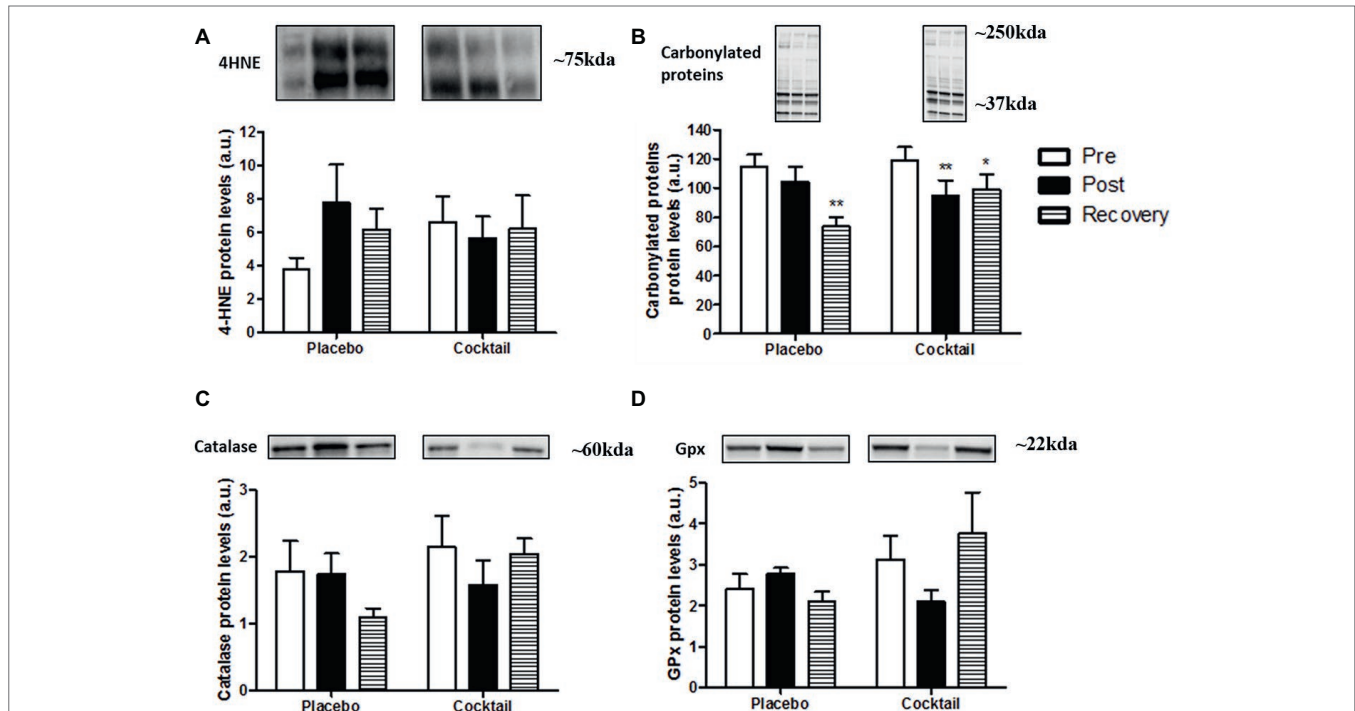 A
4HNE
~75kda
12
10
8
6
4
2
0
4-HNE protein levels (a.u.)
Placebo
Cocktail
B
Carbonylated
proteins
~250kda
~37kda
140
120
100
80
60
40
20
0
Carbonylated proteins
protein levels (a.u.)
**
**
*
Placebo
Cocktail
Pre
Post
Recovery
C
Catalase
~60kda
3
2
1
0
Catalase protein levels (a.u.)
Placebo
Cocktail
D
Gpx
~22kda
5
4
3
2
1
0
GPx protein levels (a.u.)
Placebo
Cocktail